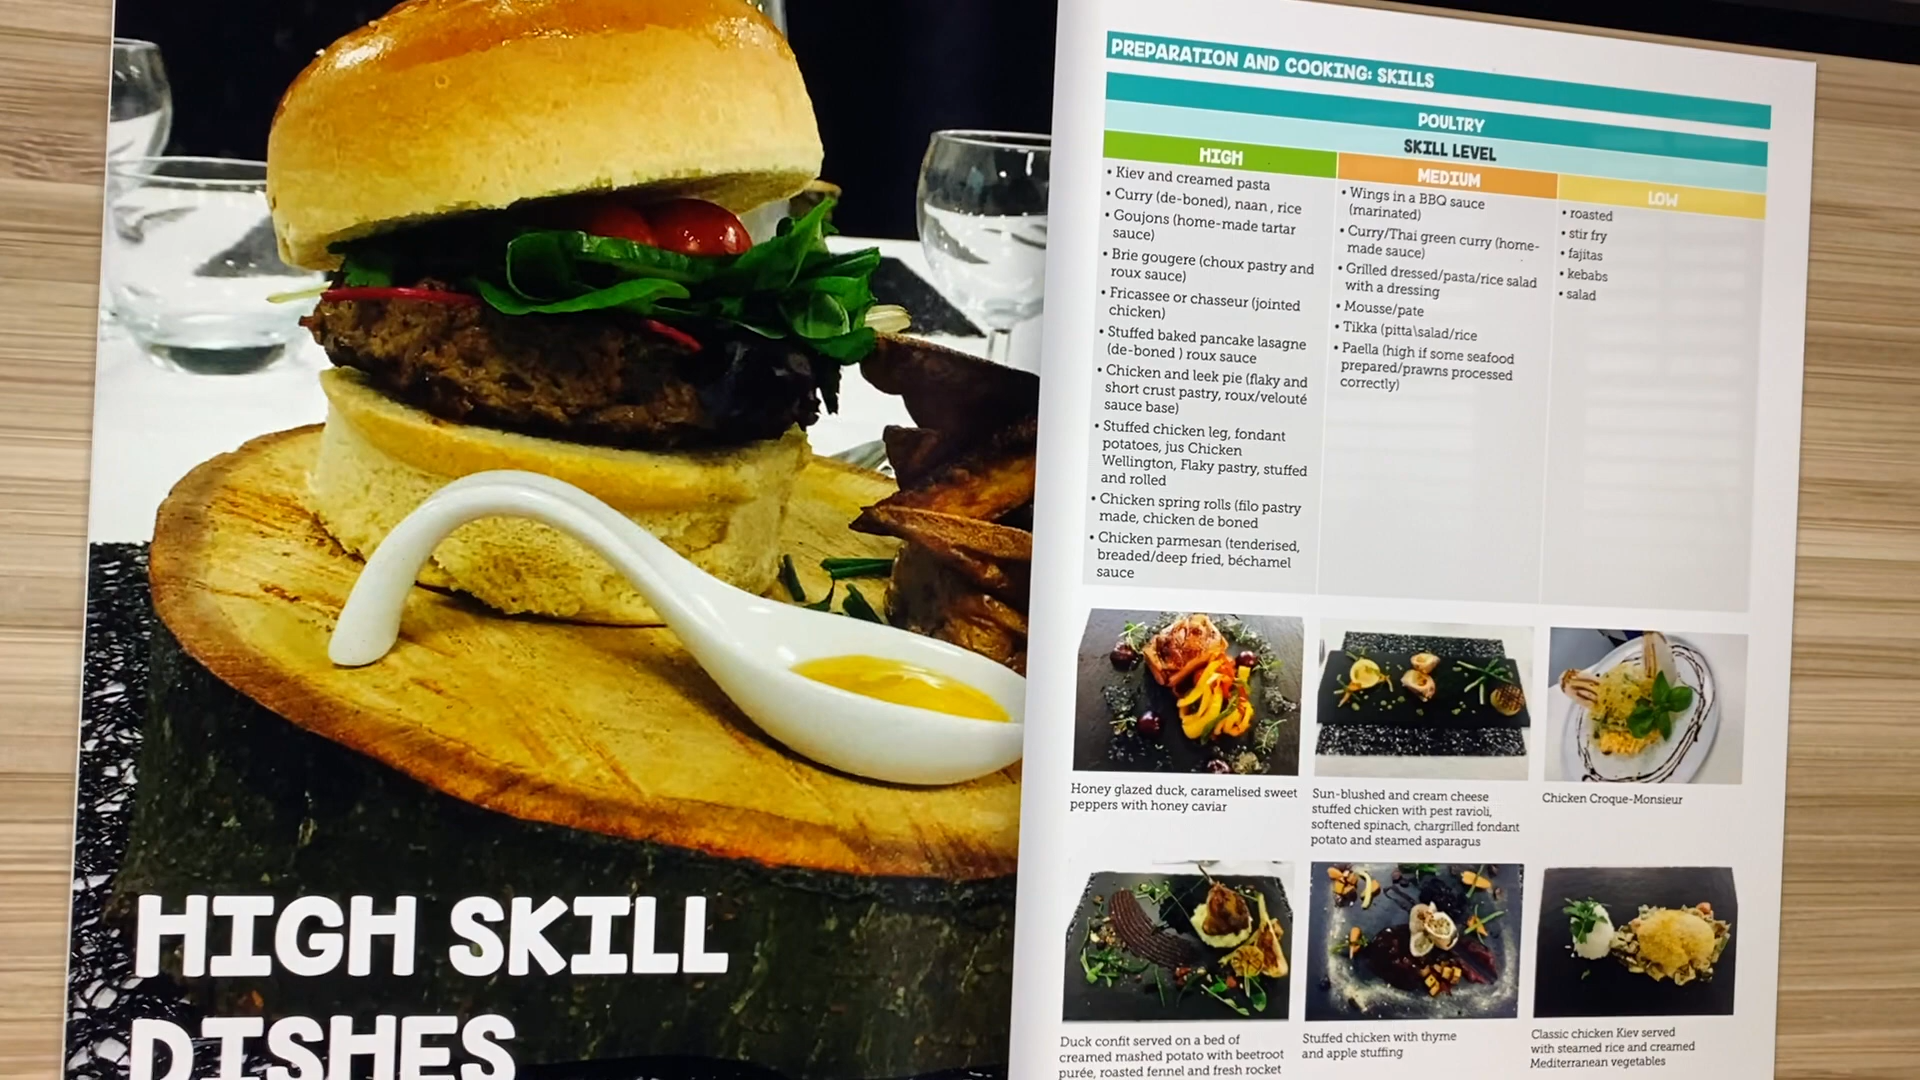 HIGH SKILL
DISHES
PREPARATION AND COOKING: SKILLS
POULTRY
SKILL LEVEL
HIGH
• Kiev and creamed pasta
• Curry (de-boned), naan , rice
• Goujons (home-made tartar
sauce)
• Brie gougere (choux pastry and
roux sauce)
• Fricassee or chasseur (jointed
chicken)
• Stuffed baked pancake lasagne
(de-boned ) roux sauce
• Chicken and leek pie (flaky and
short crust pastry, roux/velouté
sauce base)
• Stuffed chicken leg, fondant
potatoes, jus Chicken
Wellington, Flaky pastry, stuffed
and rolled
• Chicken spring rolls (filo pastry
made, chicken de boned
• Chicken parmesan (tenderised,
breaded/deep fried, béchamel
sauce
MEDIUM
• Wings in a BBQ sauce
(marinated)
• Curry/Thai green curry (home-
made sauce)
• Grilled dressed/pasta/rice salad
with a dressing
• Mousse/pate
• Tikka (pitta\salad/rice
• Paella (high if some seafood
prepared/prawns processed
correctly)
LOW
• roasted
• stir fry
• fajitas
• kebabs
• salad
Honey glazed duck, caramelised sweet
peppers with honey caviar
Sun-blushed and cream cheese
stuffed chicken with pest ravioli,
softened spinach, chargrilled fondant
potato and steamed asparagus
Chicken Croque-Monsieur
Duck confit served on a bed of
creamed mashed potato with beetroot
purée, roasted fennel and fresh rocket
Stuffed chicken with thyme
and apple stuffing
Classic chicken Kiev served
with steamed rice and creamed
Mediterranean vegetables